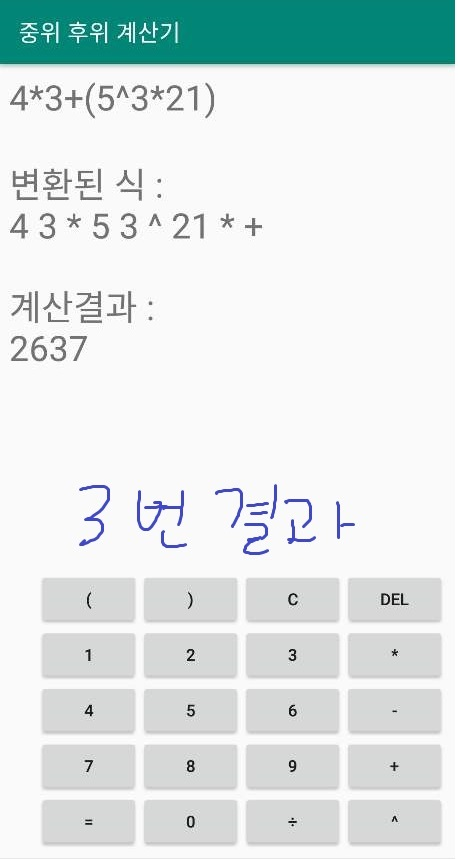 중위 후위 계산기
4*3+(5^3*21)
변환된 식 :
4 3 * 5 3 ^ 21 * +
계산결과 :
2637
3번 결과
( ) C DEL
1 2 3 *
4 5 6 -
7 8 9 +
= 0 ÷ ^